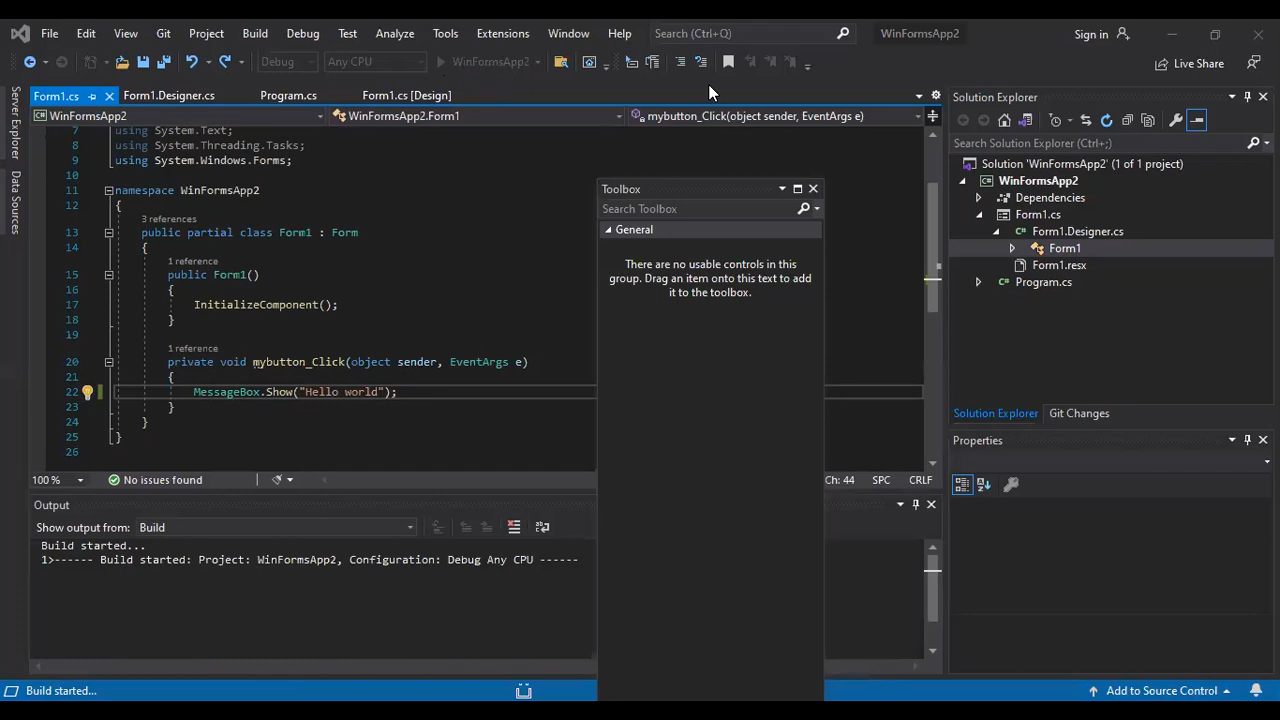 File Edit View Git Project Build Debug Test Analyze Tools Extensions Window Help Search (Ctrl+Q) WinFormsApp2 Sign in
Debug Any CPU WinFormsApp2 Live Share
Server Explorer
Data Sources
Form1.cs Form1.Designer.cs Program.cs Form1.cs [Design]
WinFormsApp2 WinFormsApp2.Form1 mybutton_Click(object sender, EventArgs e)
7 using System.Text;
8 using System.Threading.Tasks;
9 using System.Windows.Forms;
10
11 namespace WinFormsApp2
12 {
3 references
13 public partial class Form1 : Form
14 {
1 reference
15 public Form1()
16 {
17 InitializeComponent();
18 }
19
1 reference
20 private void mybutton_Click(object sender, EventArgs e)
21 {
22 MessageBox.Show("Hello world");
23 }
24 }
25 }
26
100 % No issues found Ch: 44 SPC CRLF
Toolbox
Search Toolbox
General
There are no usable controls in this
group. Drag an item onto this text to add
it to the toolbox.
Output
Show output from: Build
Build started...
1>------ Build started: Project: WinFormsApp2, Configuration: Debug Any CPU ------
Solution Explorer
Search Solution Explorer (Ctrl+;)
Solution 'WinFormsApp2' (1 of 1 project)
WinFormsApp2
Dependencies
Form1.cs
Form1.Designer.cs
Form1
Form1.resx
Program.cs
Solution Explorer Git Changes
Properties
Build started... Add to Source Control